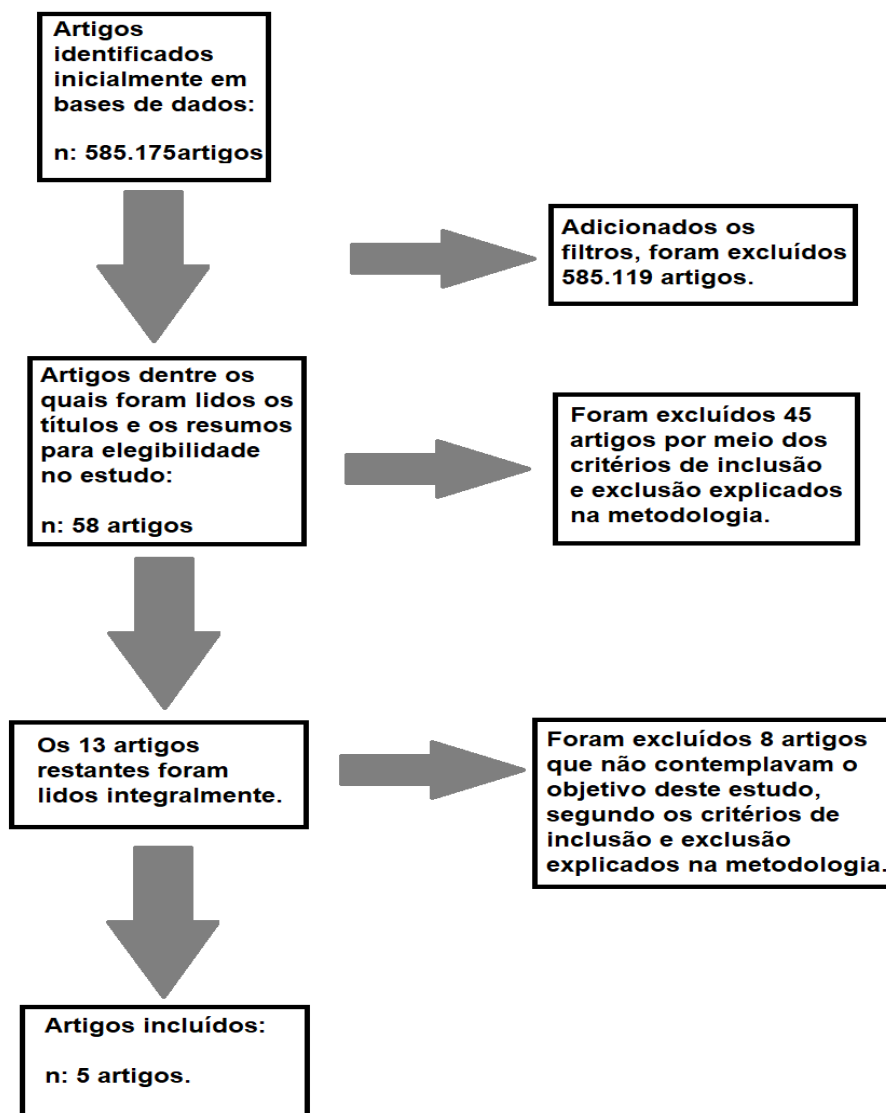 Artigos
identificados
inicialmente em
bases de dados:
n: 585.175artigos
Adicionados os
filtros, foram excluídos
585.119 artigos.
Artigos dentre os
quais foram lidos os
títulos e os resumos
para elegibilidade
no estudo:
n: 58 artigos
Foram excluídos 45
artigos por meio dos
critérios de inclusão
e exclusão explicados
na metodologia.
Os 13 artigos
restantes foram
lidos integralmente.
Foram excluídos 8 artigos
que não contemplavam o
objetivo deste estudo,
segundo os critérios de
inclusão e exclusão
explicados na metodologia.
Artigos incluídos:
n: 5 artigos.